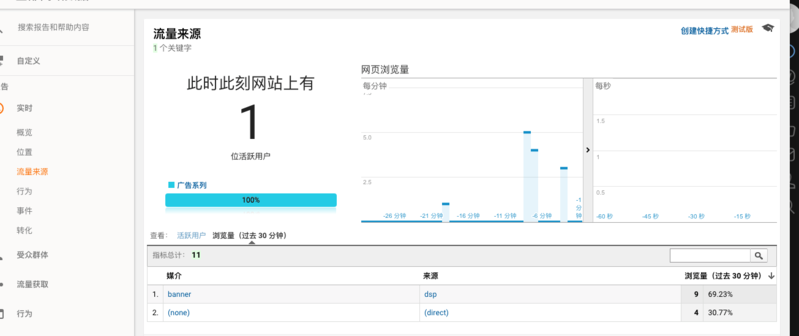 搜索报告和帮助内容
自定义
告
实时
概览
位置
流量来源
行为
事件
转化
受众群体
流量获取
行为
流量来源
1 个关键字
创建快捷方式 测试版
此时此刻网站上有
1
位活跃用户
广告系列
100%
网页浏览量
每分钟
5.0
2.5
-26 分钟 -21 分钟 -16 分钟 -11 分钟 -6 分钟 -1 分钟
每秒
1.5
1
0.5
-60 秒 -45 秒 -30 秒 -15 秒
查看： 活跃用户 浏览量（过去 30 分钟）
指标总计： 11
媒介 来源 浏览量（过去 30 分钟）
1. banner dsp 9 69.23%
2. (none) (direct) 4 30.77%